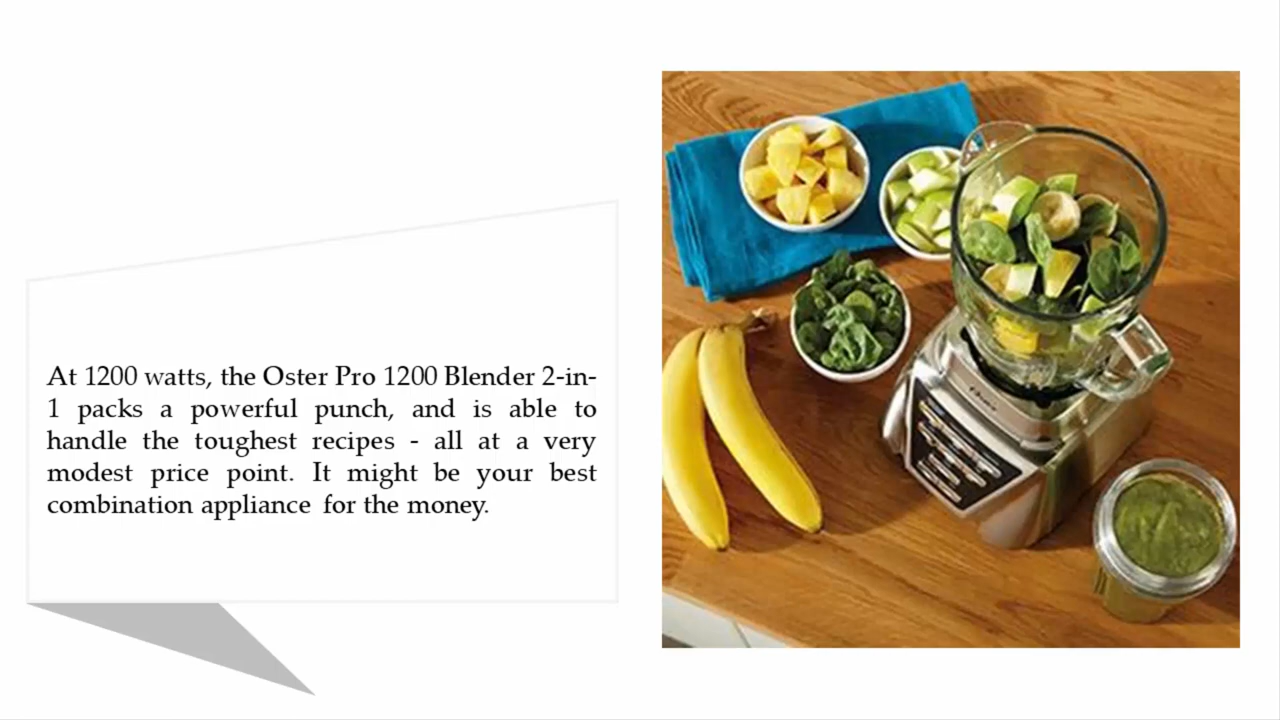 At 1200 watts, the Oster Pro 1200 Blender 2-in-
1 packs a powerful punch, and is able to
handle the toughest recipes - all at a very
modest price point. It might be your best
combination appliance for the money.
Oster